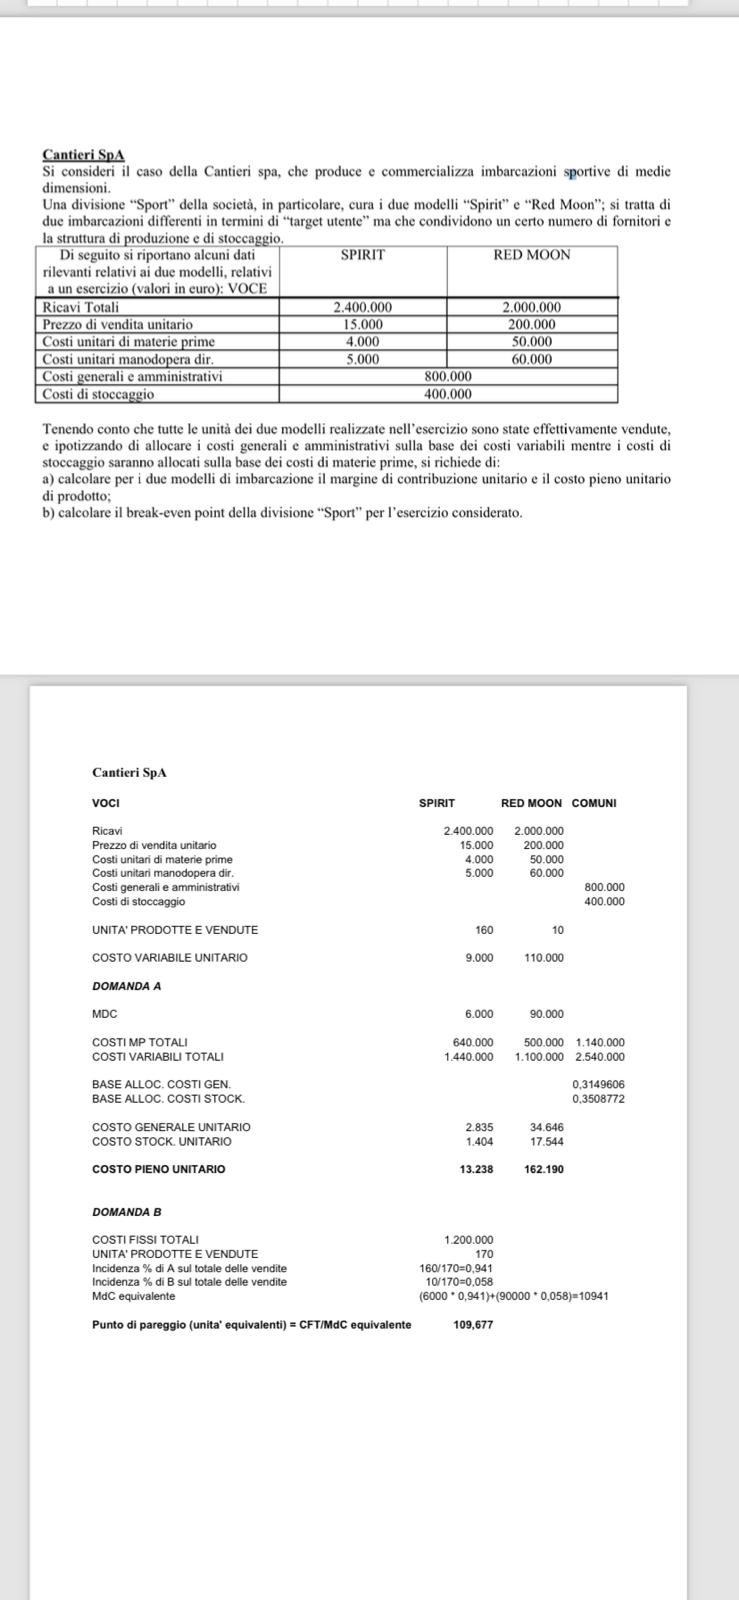 Cantieri SpA
Si consideri il caso della Cantieri spa, che produce e commercializza imbarcazioni sportive di medie
dimensioni.
Una divisione “Sport” della società, in particolare, cura i due modelli “Spirit” e “Red Moon”; si tratta di
due imbarcazioni differenti in termini di “target utente” ma che condividono un certo numero di fornitori e
la struttura di produzione e di stoccaggio.
Di seguito si riportano alcuni dati SPIRIT RED MOON
rilevanti relativi ai due modelli, relativi
a un esercizio (valori in euro): VOCE
Ricavi Totali 2.400.000 2.000.000
Prezzo di vendita unitario 15.000 200.000
Costi unitari di materie prime 4.000 50.000
Costi unitari manodopera dir. 5.000 60.000
Costi generali e amministrativi 800.000
Costi di stoccaggio 400.000
Tenendo conto che tutte le unità dei due modelli realizzate nell’esercizio sono state effettivamente vendute,
e ipotizzando di allocare i costi generali e amministrativi sulla base dei costi variabili mentre i costi di
stoccaggio saranno allocati sulla base dei costi di materie prime, si richiede di:
a) calcolare per i due modelli di imbarcazione il margine di contribuzione unitario e il costo pieno unitario
di prodotto;
b) calcolare il break-even point della divisione “Sport” per l’esercizio considerato.
Cantieri SpA
VOCI SPIRIT RED MOON COMUNI
Ricavi 2.400.000 2.000.000
Prezzo di vendita unitario 15.000 200.000
Costi unitari di materie prime 4.000 50.000
Costi unitari manodopera dir. 5.000 60.000
Costi generali e amministrativi 800.000
Costi di stoccaggio 400.000
UNITA' PRODOTTE E VENDUTE 160 10
COSTO VARIABILE UNITARIO 9.000 110.000
DOMANDA A
MDC 6.000 90.000
COSTI MP TOTALI 640.000 500.000 1.140.000
COSTI VARIABILI TOTALI 1.440.000 1.100.000 2.540.000
BASE ALLOC. COSTI GEN. 0,3149606
BASE ALLOC. COSTI STOCK. 0,3508772
COSTO GENERALE UNITARIO 2.835 34.646
COSTO STOCK. UNITARIO 1.404 17.544
COSTO PIENO UNITARIO 13.238 162.190
DOMANDA B
COSTI FISSI TOTALI 1.200.000
UNITA' PRODOTTE E VENDUTE 170
Incidenza % di A sul totale delle vendite 160/170=0,941
Incidenza % di B sul totale delle vendite 10/170=0,058
MdC equivalente (6000 * 0,941)+(90000 * 0,058)=10941
Punto di pareggio (unita' equivalenti) = CFT/MdC equivalente 109,677